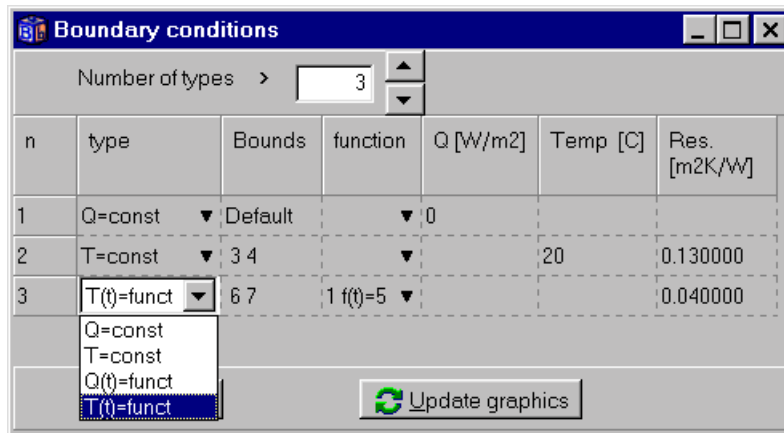 Boundary conditions
Number of types > 3
n type Bounds function Q [W/m2] Temp [C] Res. [m2K/W]
1 Q=const Default 0
2 T=const 3 4 20 0.130000
3 T(t)=funct 6 7 1 f(t)=5 0.040000
Q=const
T=const
Q(t)=funct
T(t)=funct
Update graphics